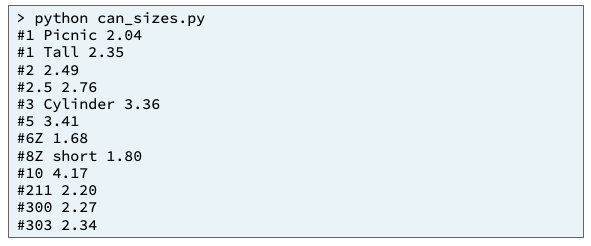 > python can_sizes.py
#1 Picnic 2.04
#1 Tall 2.35
#2 2.49
#2.5 2.76
#3 Cylinder 3.36
#5 3.41
#6Z 1.68
#8Z short 1.80
#10 4.17
#211 2.20
#300 2.27
#303 2.34